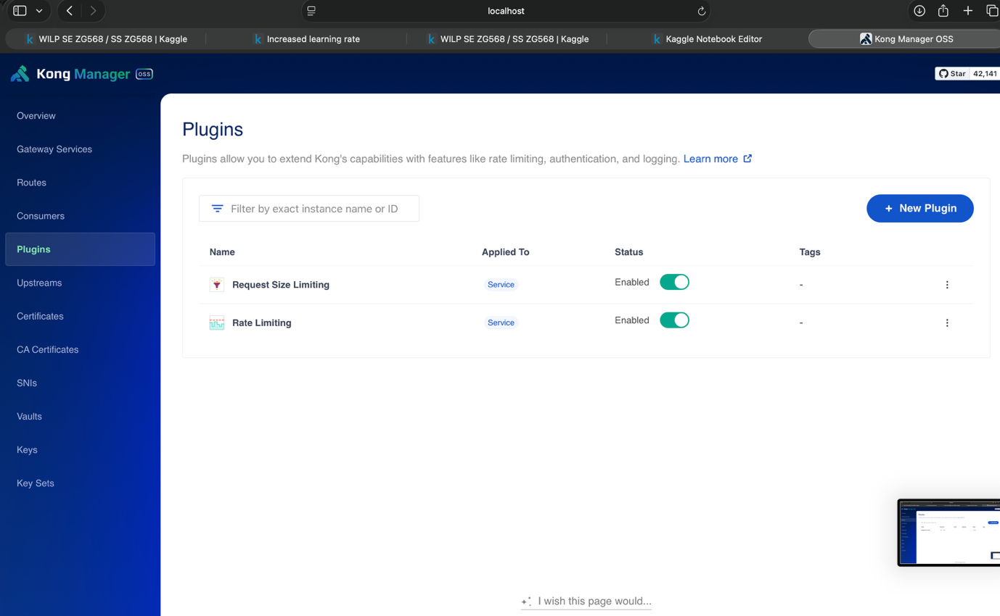 localhost
WILP SE ZG568 / SS ZG568 | Kaggle
Increased learning rate
WILP SE ZG568 / SS ZG568 | Kaggle
Kaggle Notebook Editor
Kong Manager OSS
Kong Manager OSS
Star 42,141
Overview
Gateway Services
Routes
Consumers
Plugins
Upstreams
Certificates
CA Certificates
SNIs
Vaults
Keys
Key Sets
Plugins
Plugins allow you to extend Kong's capabilities with features like rate limiting, authentication, and logging. Learn more
Filter by exact instance name or ID
+ New Plugin
Name Applied To Status Tags
Request Size Limiting Service Enabled -
Rate Limiting Service Enabled -
I wish this page would...